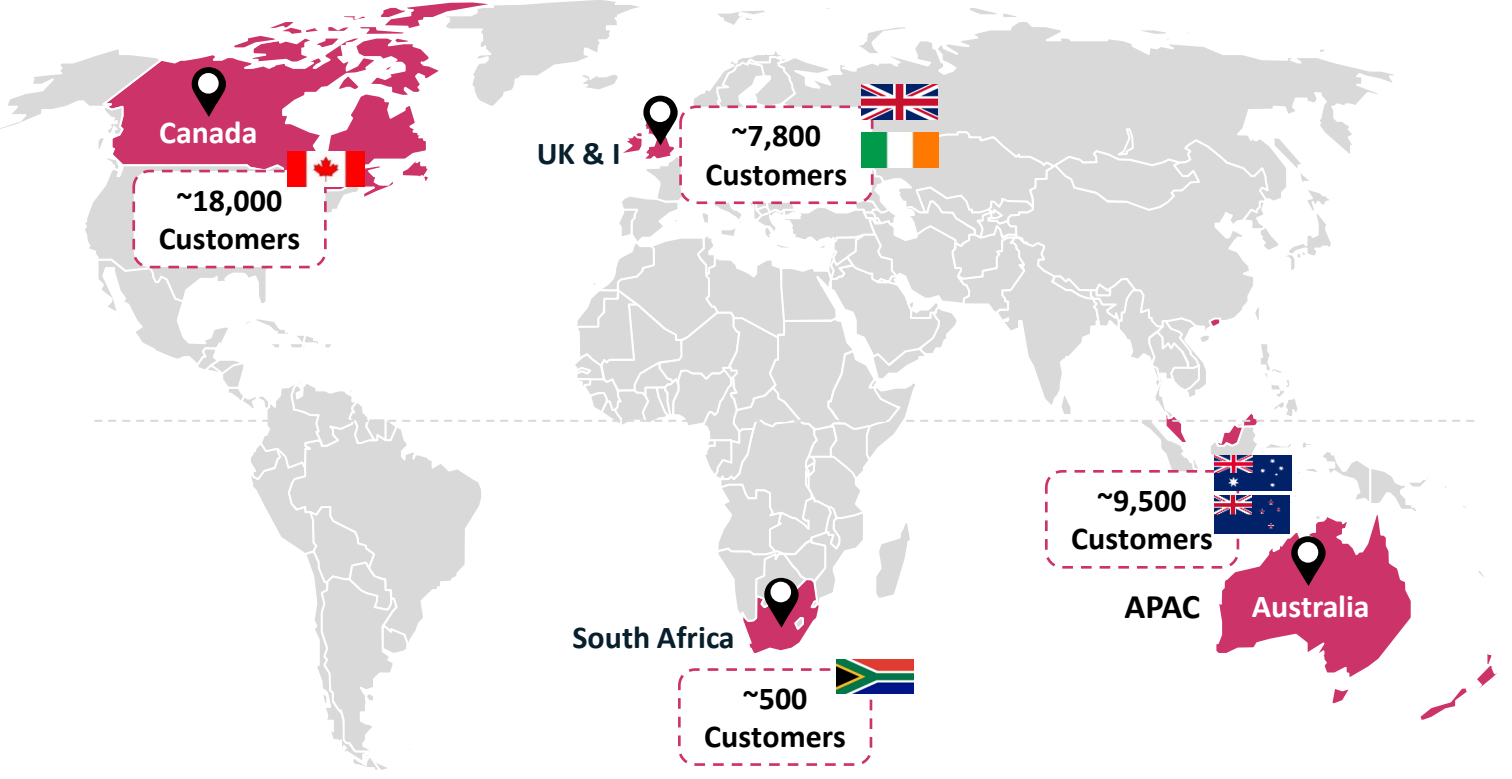 Canada
~18,000
Customers
UK & I
~7,800
Customers
~9,500
Customers
APAC
Australia
South Africa
~500
Customers